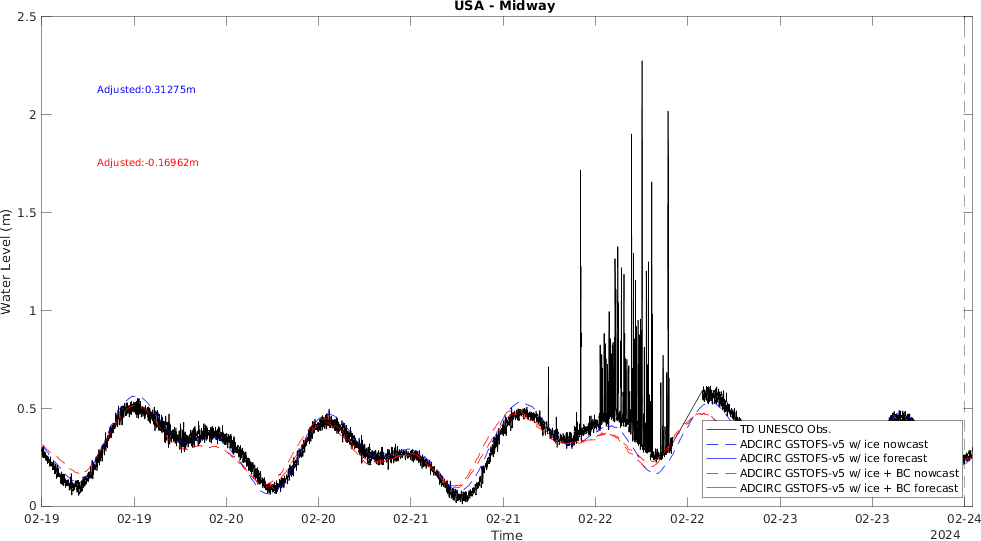 USA - Midway
2.5
2
1.5
1
0.5
0
Water Level (m)
Adjusted:0.31275m
Adjusted:-0.16962m
TD UNESCO Obs.
ADCIRC GSTOFS-v5 w/ ice nowcast
ADCIRC GSTOFS-v5 w/ ice forecast
ADCIRC GSTOFS-v5 w/ ice + BC nowcast
ADCIRC GSTOFS-v5 w/ ice + BC forecast
02-19 02-19 02-20 02-20 02-21 02-21 02-22 02-22 02-23 02-23 02-24
Time
2024